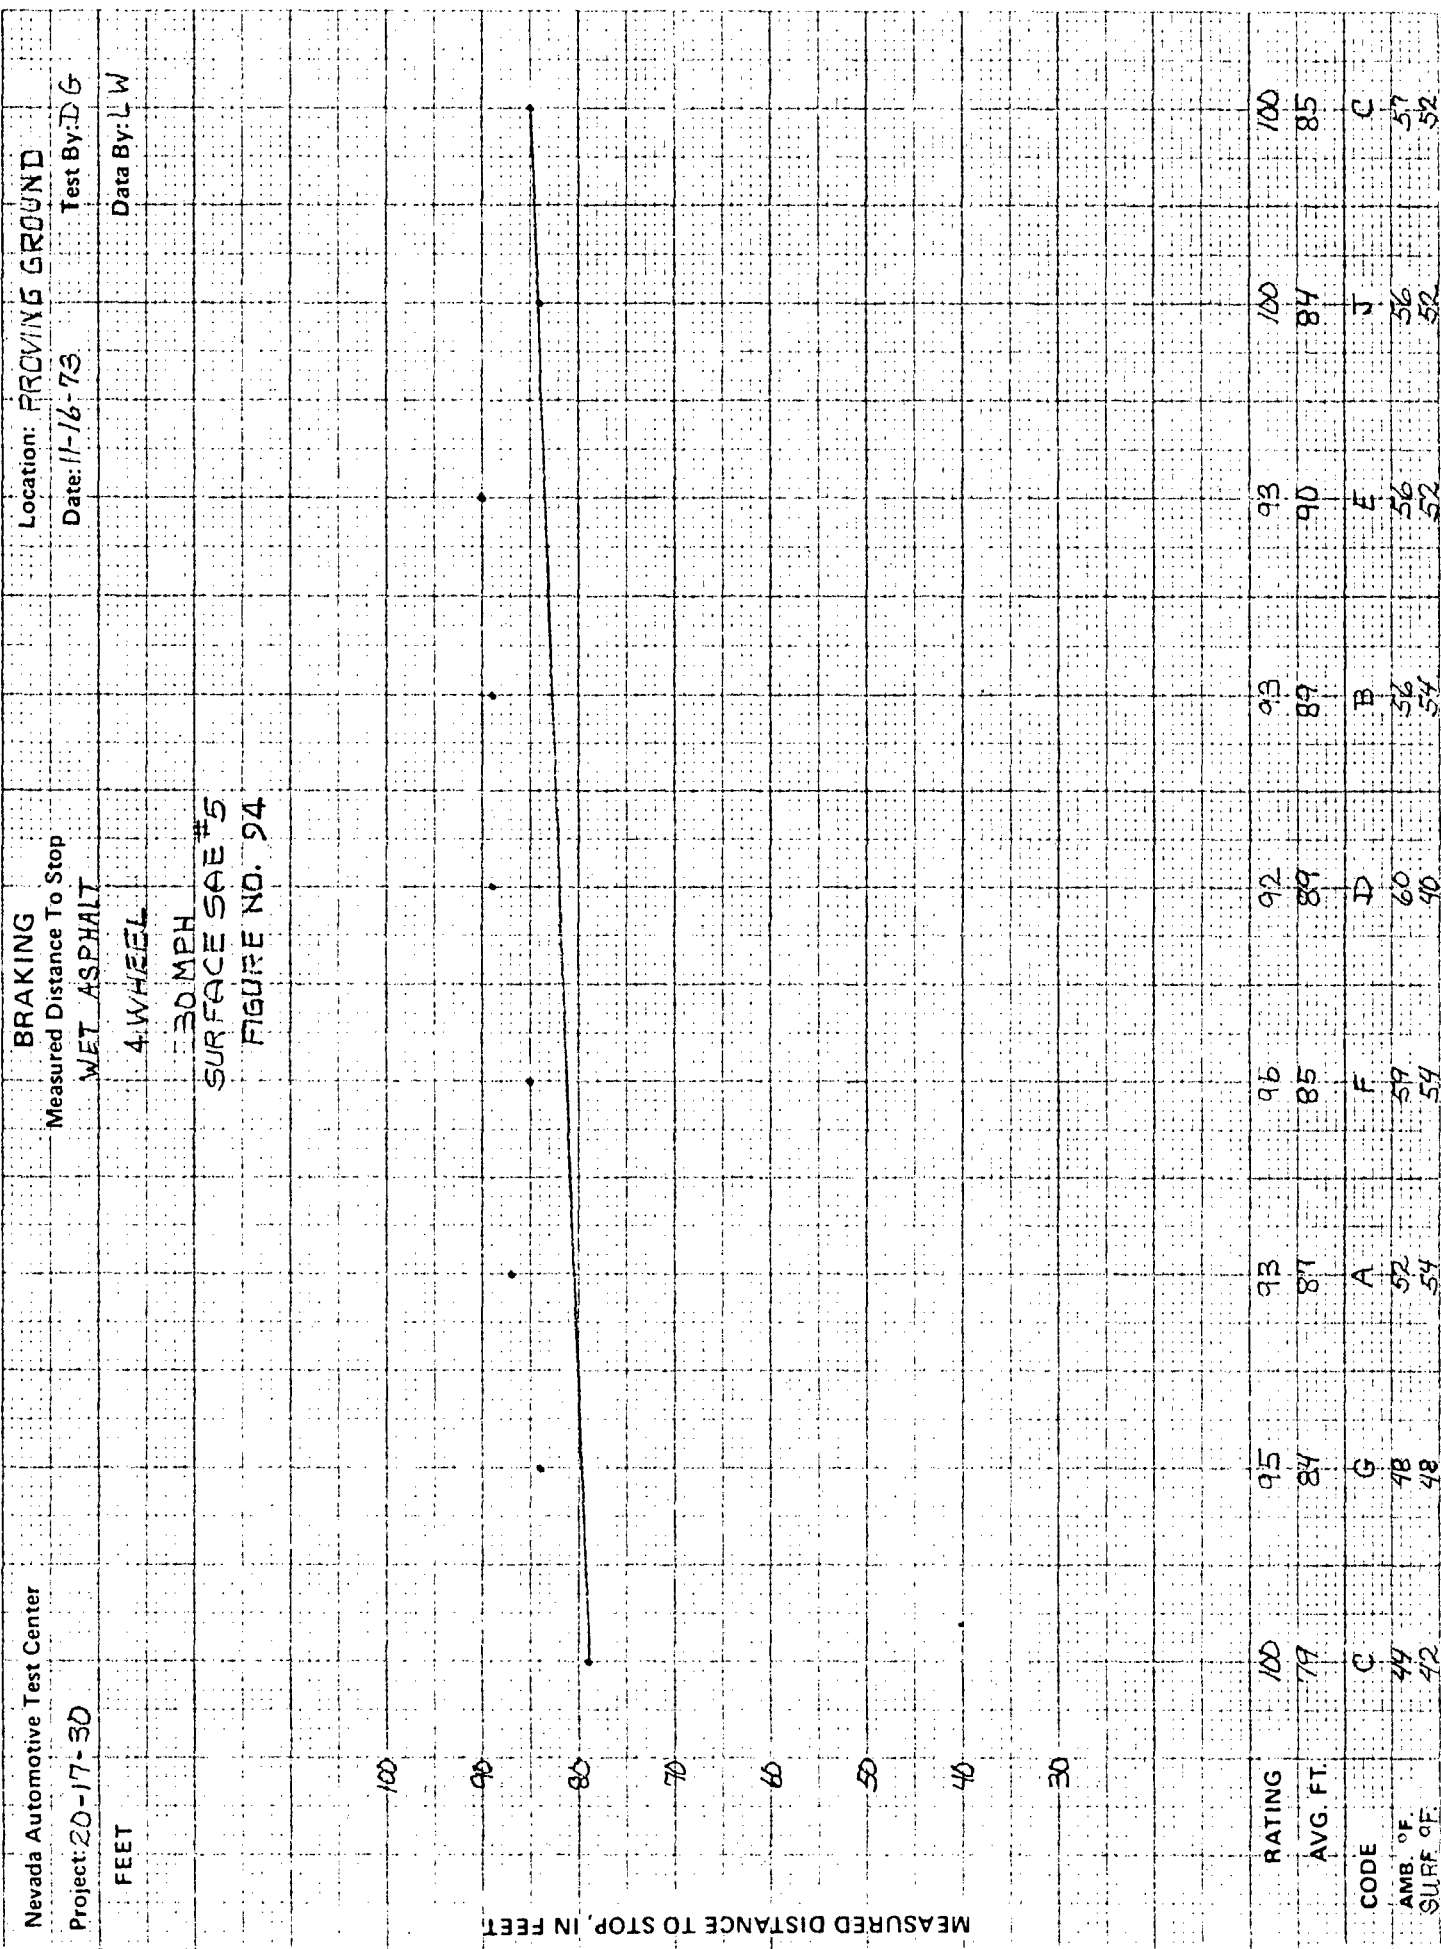 Nevada Automotive Test Center
BRAKING
Location: PROVING GROUND
Project: 20-17-30
Measured Distance To Stop
Date: 11-16-73
Test By: DG
FEET
WET ASPHALT
Data By: LW
4 WHEEL
30 MPH
SURFACE SAE #5
FIGURE NO. 94
MEASURED DISTANCE TO STOP, IN FEET
100
90
80
70
60
50
40
30
RATING 100 95 93 96 92 93 93 100 100
AVG. FT. 79 84 87 85 89 89 90 84 85
CODE C G A F D B E J C
AMB. °F. 44 48 52 59 60 56 56 56 57
SURF °F. 42 48 54 54 40 54 52 52 52